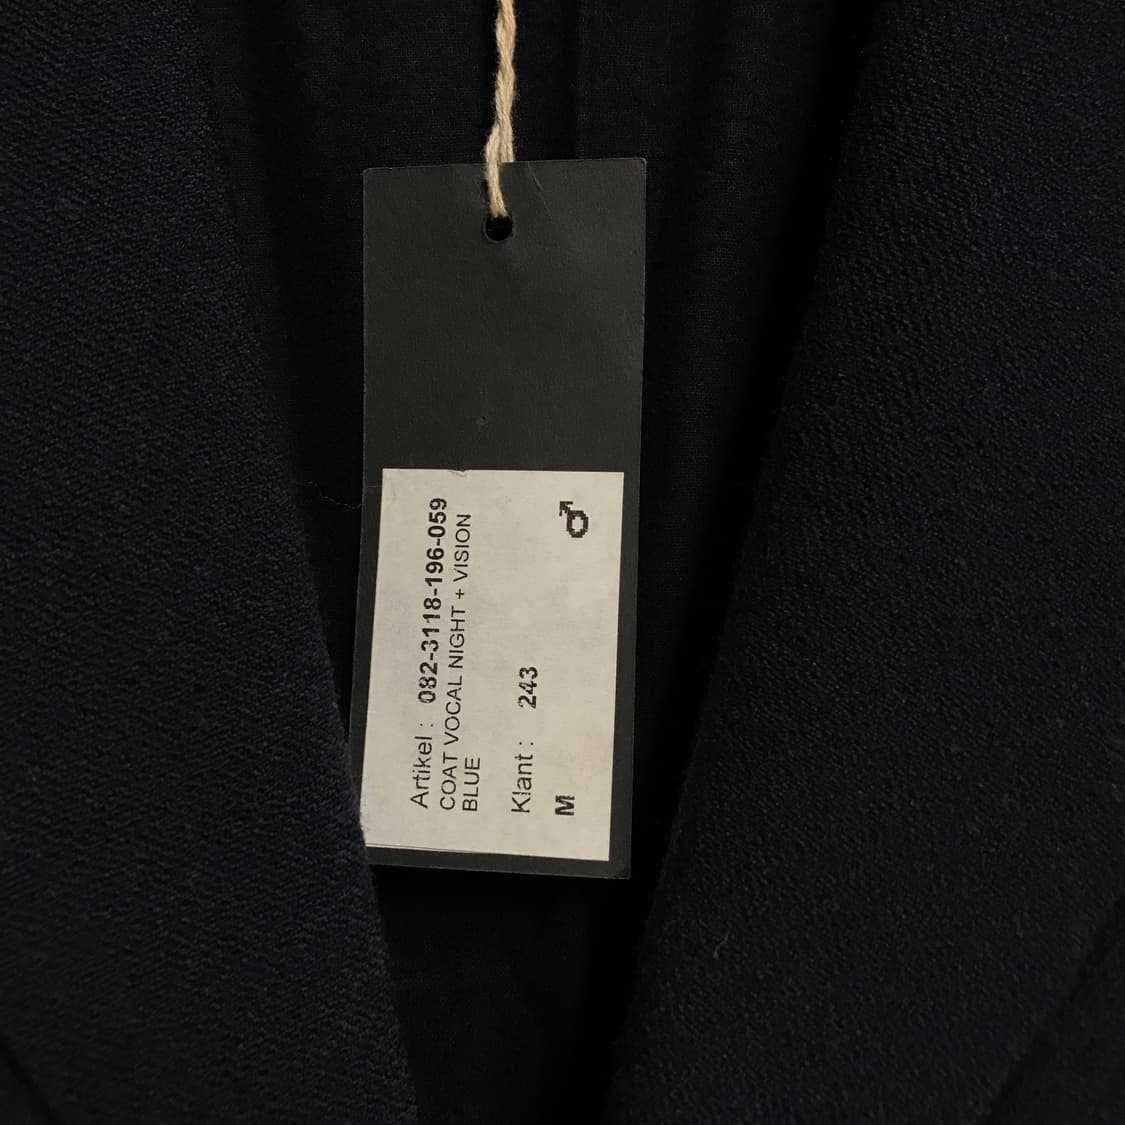 Artikel : 082-3118-196-059
COAT VOCAL NIGHT + VISION
BLUE
Klant : 243
M